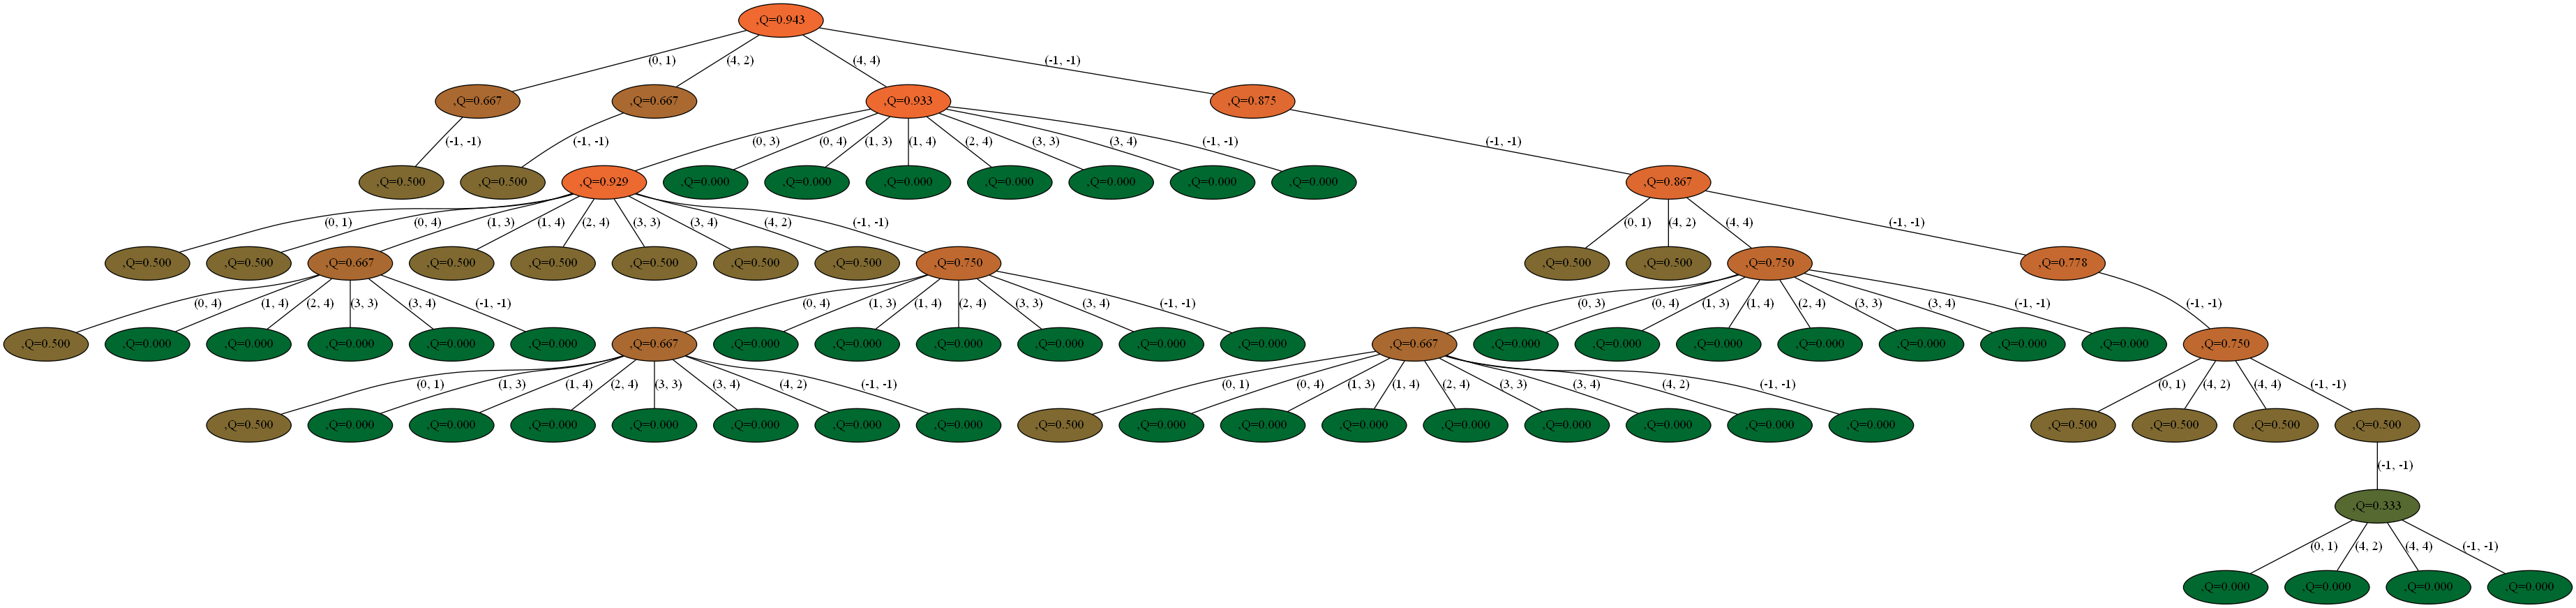 ,Q=0.943
(0, 1) (4, 2) (4, 4) (-1, -1)
,Q=0.667 ,Q=0.667 ,Q=0.933 ,Q=0.875
(-1, -1) (-1, -1) (0, 3) (0, 4) (1, 3) (1, 4) (2, 4) (3, 3) (3, 4) (-1, -1) (-1, -1)
,Q=0.500 ,Q=0.500 ,Q=0.929 ,Q=0.000 ,Q=0.000 ,Q=0.000 ,Q=0.000 ,Q=0.000 ,Q=0.000 ,Q=0.000 ,Q=0.867
(0, 1) (0, 4) (1, 3) (1, 4) (2, 4) (3, 3) (3, 4) (4, 2) (-1, -1) (0, 1) (4, 2) (4, 4) (-1, -1)
,Q=0.500 ,Q=0.500 ,Q=0.667 ,Q=0.500 ,Q=0.500 ,Q=0.500 ,Q=0.500 ,Q=0.500 ,Q=0.750 ,Q=0.500 ,Q=0.500 ,Q=0.750 ,Q=0.778
(0, 4) (1, 4) (2, 4) (3, 3) (3, 4) (-1, -1) (0, 4) (1, 3) (1, 4) (2, 4) (3, 3) (3, 4) (-1, -1) (0, 3) (0, 4) (1, 3) (1, 4) (2, 4) (3, 3) (3, 4) (-1, -1) (-1, -1)
,Q=0.500 ,Q=0.000 ,Q=0.000 ,Q=0.000 ,Q=0.000 ,Q=0.000 ,Q=0.667 ,Q=0.000 ,Q=0.000 ,Q=0.000 ,Q=0.000 ,Q=0.000 ,Q=0.000 ,Q=0.667 ,Q=0.000 ,Q=0.000 ,Q=0.000 ,Q=0.000 ,Q=0.000 ,Q=0.000 ,Q=0.000 ,Q=0.750
(0, 1) (1, 3) (1, 4) (2, 4) (3, 3) (3, 4) (4, 2) (-1, -1) (0, 1) (0, 4) (1, 3) (1, 4) (2, 4) (3, 3) (3, 4) (4, 2) (-1, -1) (0, 1) (4, 2) (4, 4) (-1, -1)
,Q=0.500 ,Q=0.000 ,Q=0.000 ,Q=0.000 ,Q=0.000 ,Q=0.000 ,Q=0.000 ,Q=0.000 ,Q=0.500 ,Q=0.000 ,Q=0.000 ,Q=0.000 ,Q=0.000 ,Q=0.000 ,Q=0.000 ,Q=0.000 ,Q=0.000 ,Q=0.500 ,Q=0.500 ,Q=0.500 ,Q=0.500
(-1, -1)
,Q=0.333
(0, 1) (4, 2) (4, 4) (-1, -1)
,Q=0.000 ,Q=0.000 ,Q=0.000 ,Q=0.000